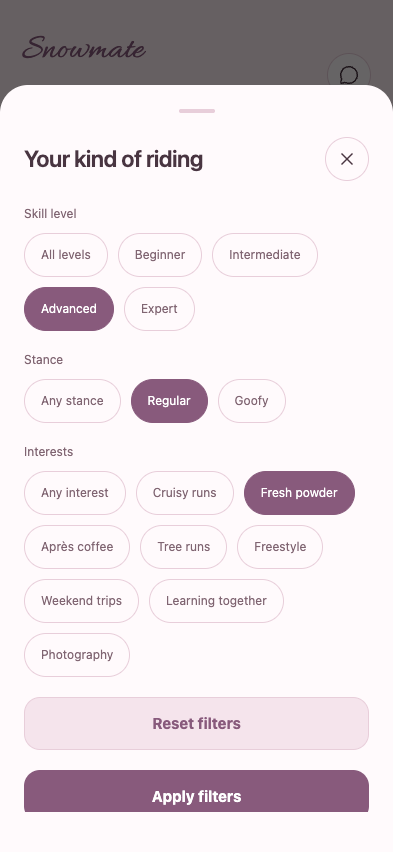 Snowmate
Your kind of riding
Skill level
All levels
Beginner
Intermediate
Advanced
Expert
Stance
Any stance
Regular
Goofy
Interests
Any interest
Cruisy runs
Fresh powder
Après coffee
Tree runs
Freestyle
Weekend trips
Learning together
Photography
Reset filters
Apply filters